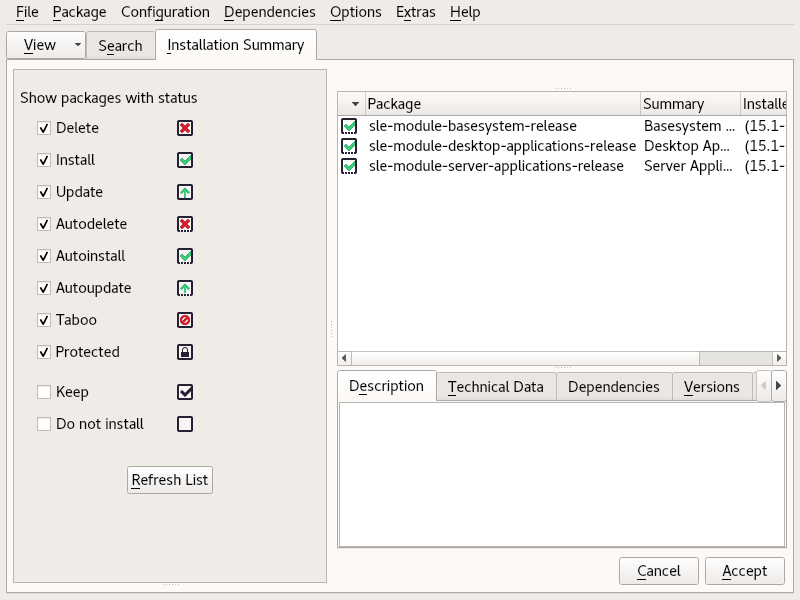 File Package Configuration Dependencies Options Extras Help
View Search Installation Summary
Show packages with status
Delete
Install
Update
Autodelete
Autoinstall
Autoupdate
Taboo
Protected
Keep
Do not install
Refresh List
Package Summary Installe
sle-module-basesystem-release Basesystem ... (15.1-
sle-module-desktop-applications-release Desktop Ap... (15.1-
sle-module-server-applications-release Server Appli... (15.1-
Description Technical Data Dependencies Versions
Cancel Accept